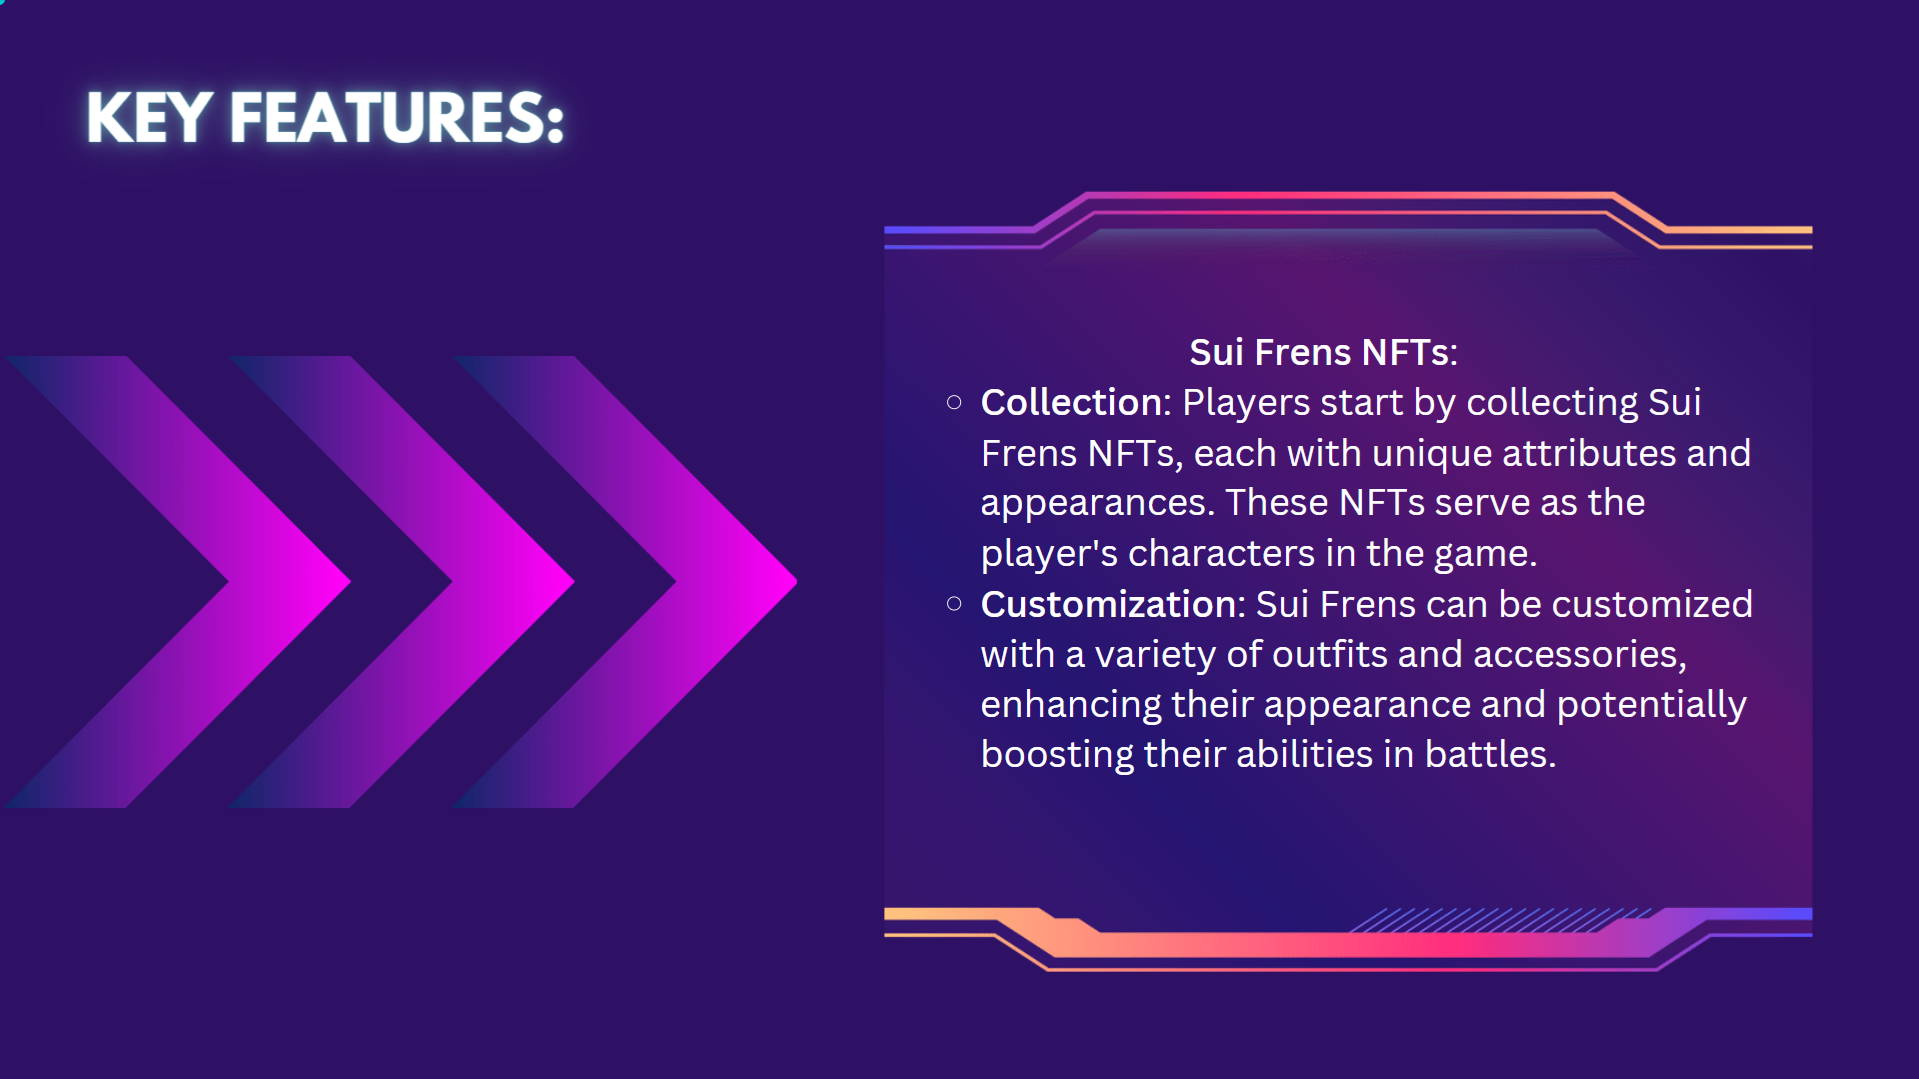 KEY FEATURES:
Sui Frens NFTs:
Collection: Players start by collecting Sui
Frens NFTs, each with unique attributes and
appearances. These NFTs serve as the
player's characters in the game.
Customization: Sui Frens can be customized
with a variety of outfits and accessories,
enhancing their appearance and potentially
boosting their abilities in battles.